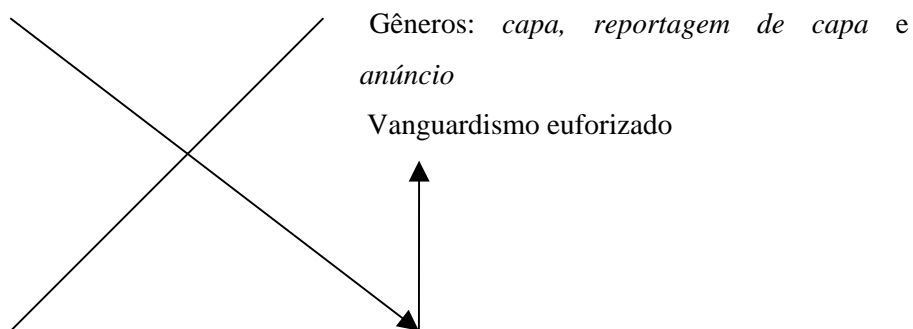 Gêneros: capa, reportagem de capa e
anúncio
Vanguardismo euforizado